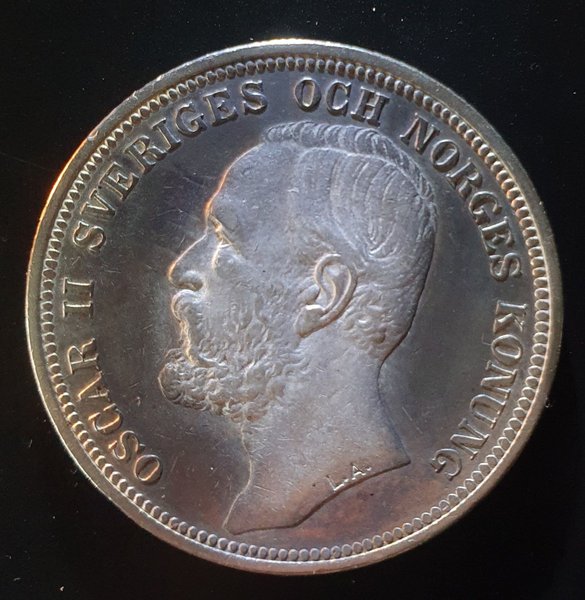 OSCAR II SVERIGES OCH NORGES KONUNG
L.A.